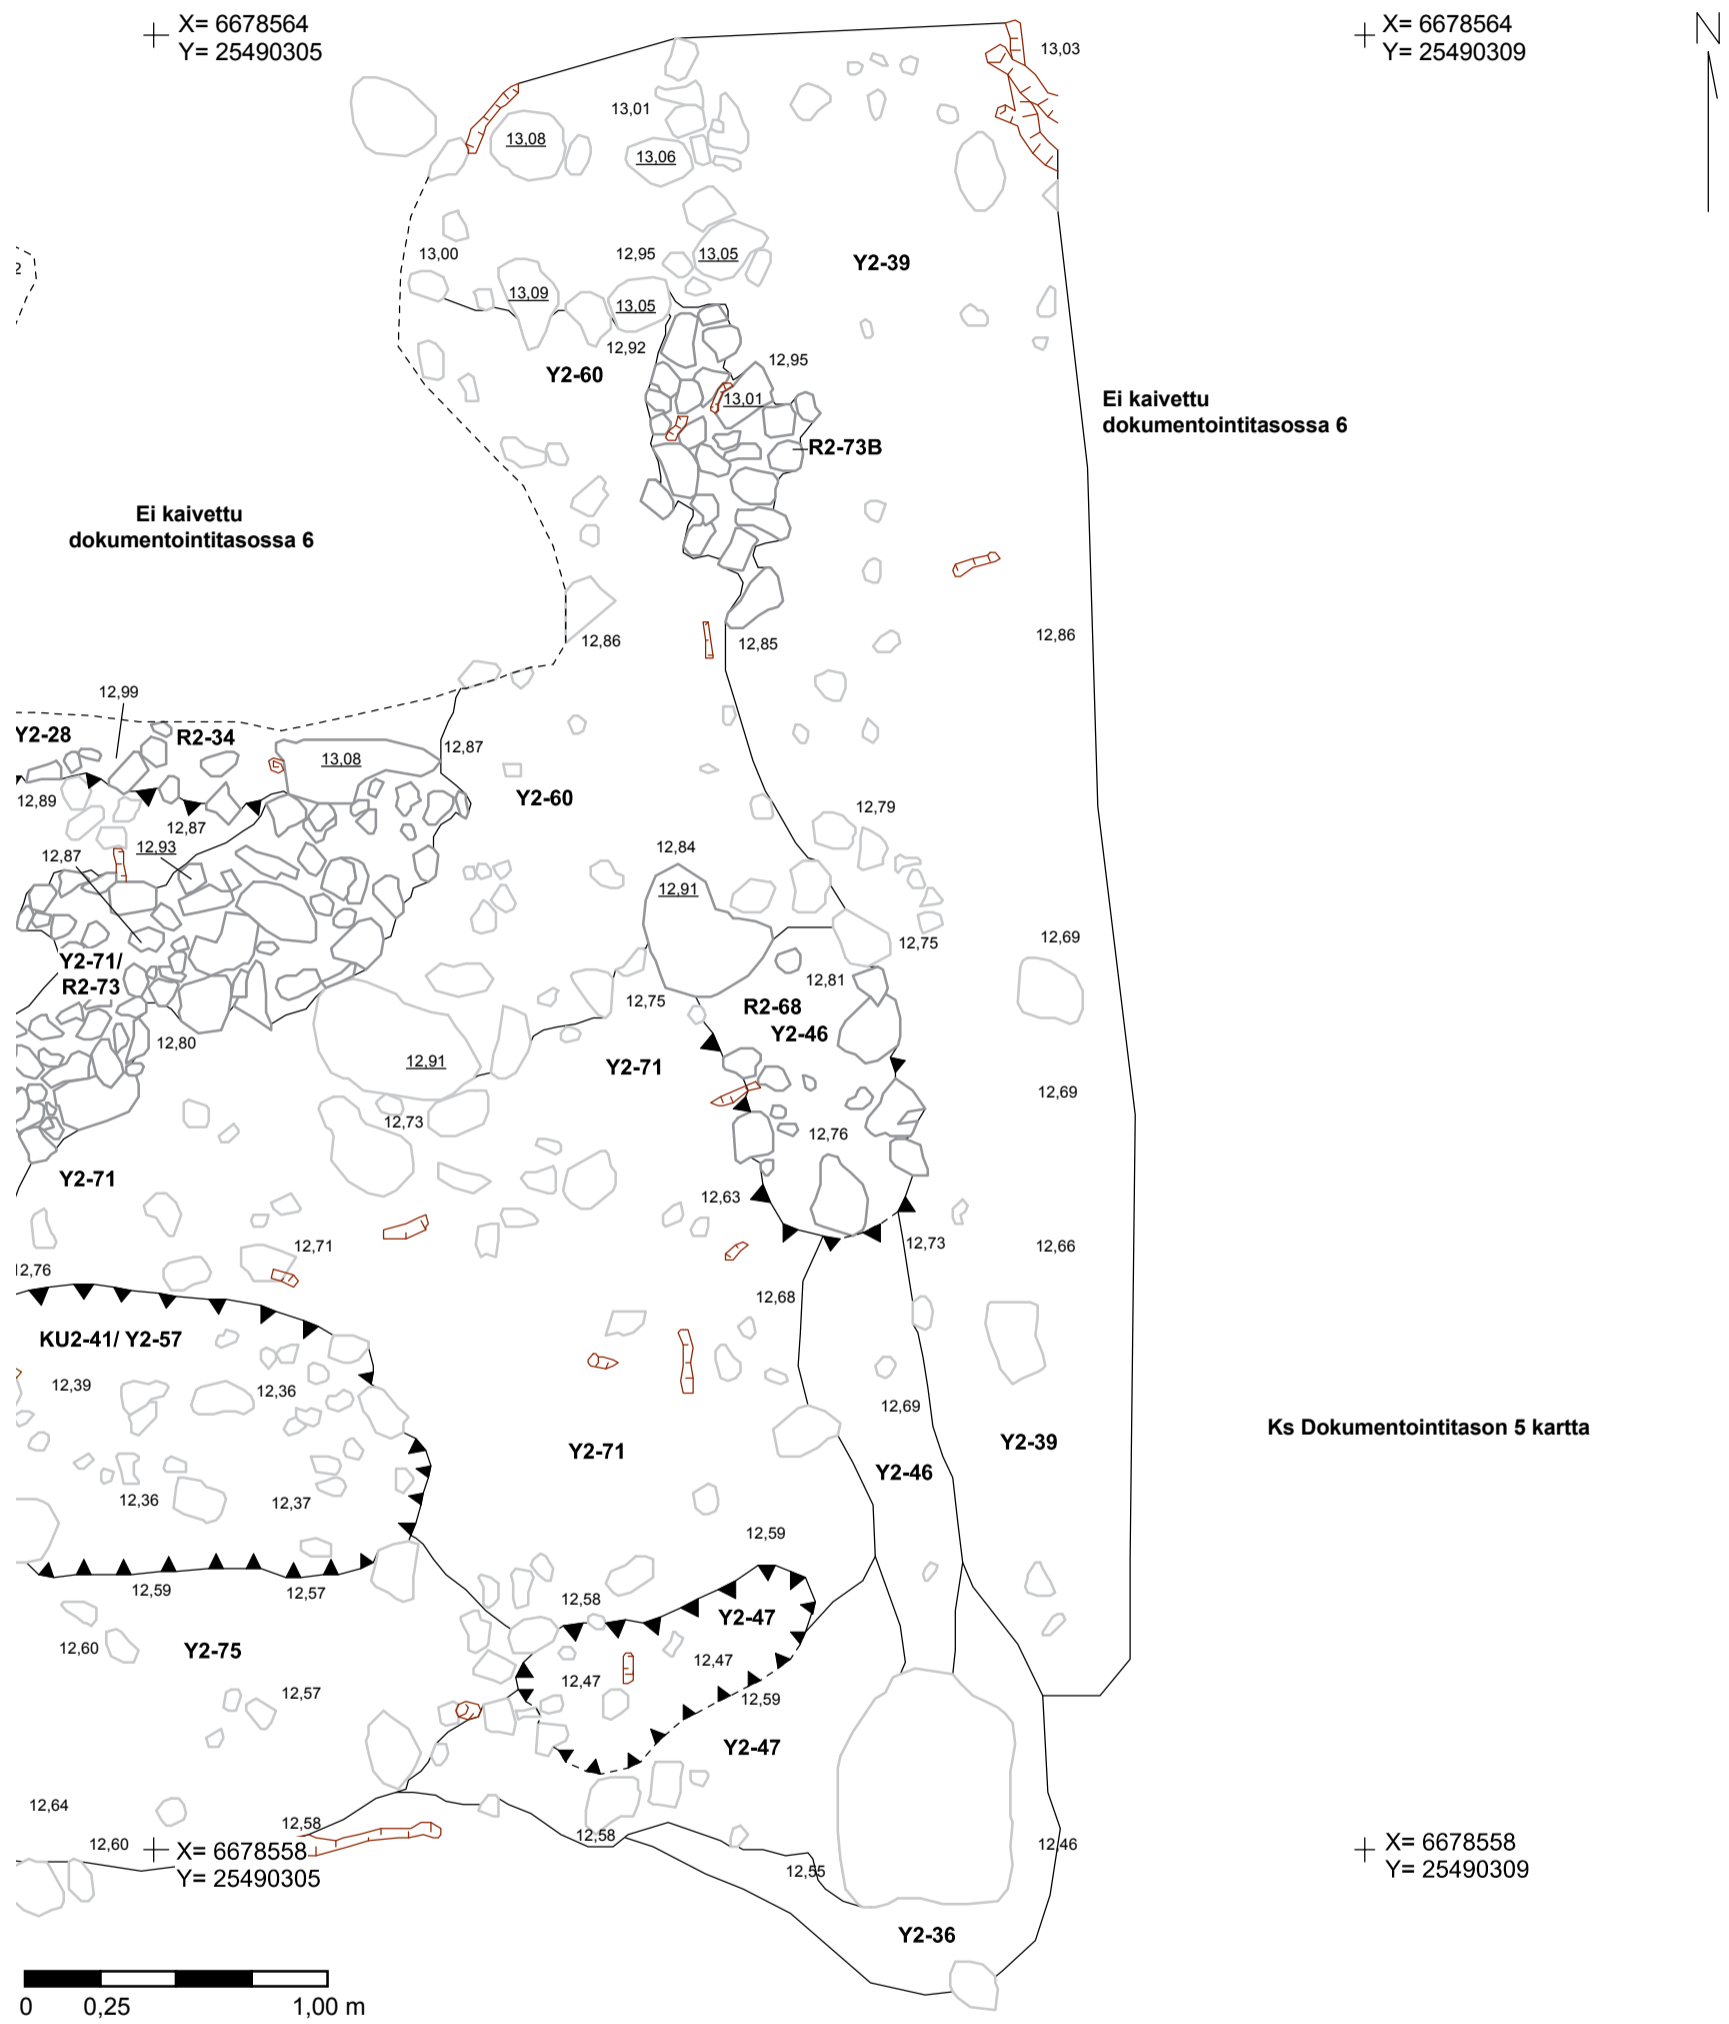 X= 6678564
Y= 25490305
X= 6678564
Y= 25490309
N
13,03
13,01
13,08
13,06
13,00
12,95
13,05
Y2-39
2
13,09
13,05
12,92
12,95
Y2-60
13,01
Ei kaivettu
dokumentointitasossa 6
R2-73B
Ei kaivettu
dokumentointitasossa 6
12,86
12,85
12,86
12,99
Y2-28
R2-34
12,87
13,08
12,89
12,87
Y2-60
12,79
12,87
12,93
12,84
12,91
12,75
12,69
Y2-71/
R2-73
12,81
12,75
R2-68
Y2-46
12,80
12,91
Y2-71
12,69
12,73
12,76
Y2-71
12,63
12,71
12,73
12,66
12,76
12,68
KU2-41/ Y2-57
12,39
12,36
12,69
Ks Dokumentointitason 5 kartta
Y2-71
Y2-39
Y2-46
12,36
12,37
12,59
12,59
12,57
12,58
Y2-47
12,60
Y2-75
12,47
12,47
12,57
12,59
Y2-47
12,64
12,58
12,58
12,60
X= 6678558
Y= 25490305
12,55
12,46
X= 6678558
Y= 25490309
Y2-36
0 0,25 1,00 m